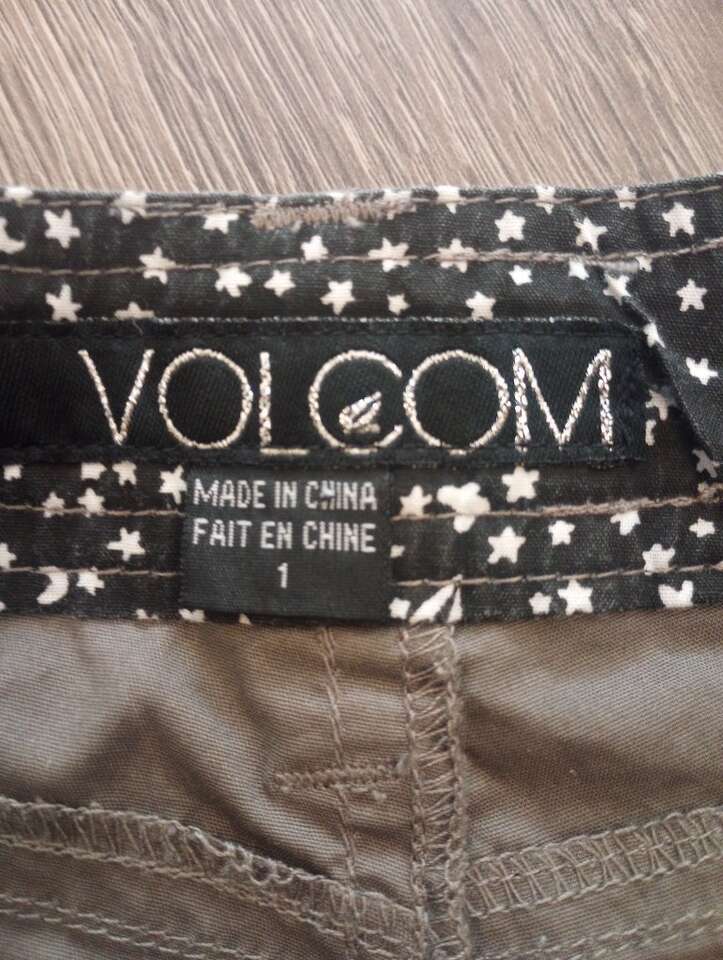 VOLCOM
MADE IN CHINA
FAIT EN CHINE
1